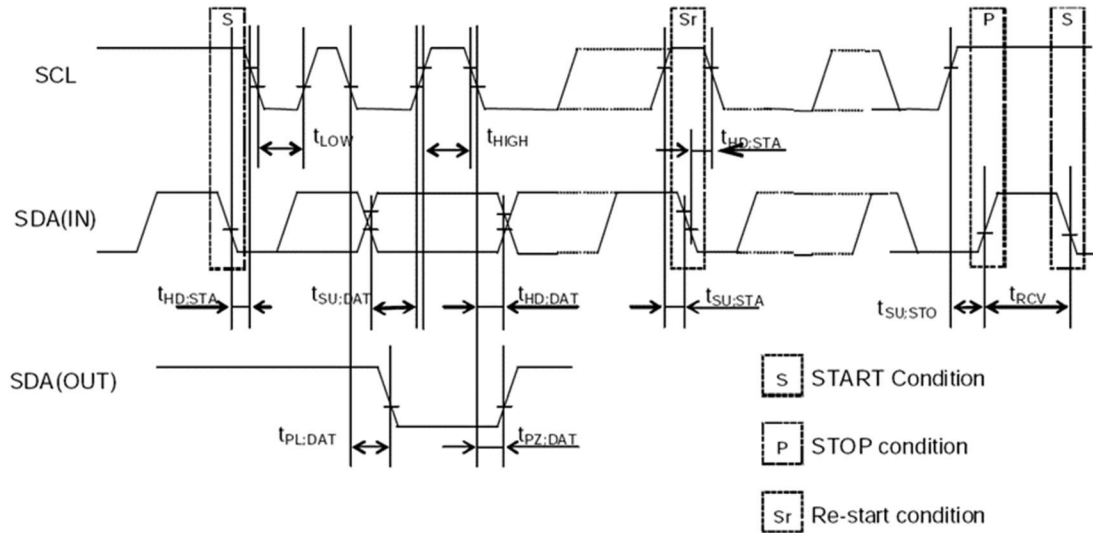 S Sr P S
SCL
tLOW tHIGH tHD;STA
SDA(IN)
tHD;STA tSU;DAT tHD;DAT tSU;STA tSU;STO tRCV
SDA(OUT)
tPL;DAT tPZ;DAT
S START Condition
P STOP condition
Sr Re-start condition